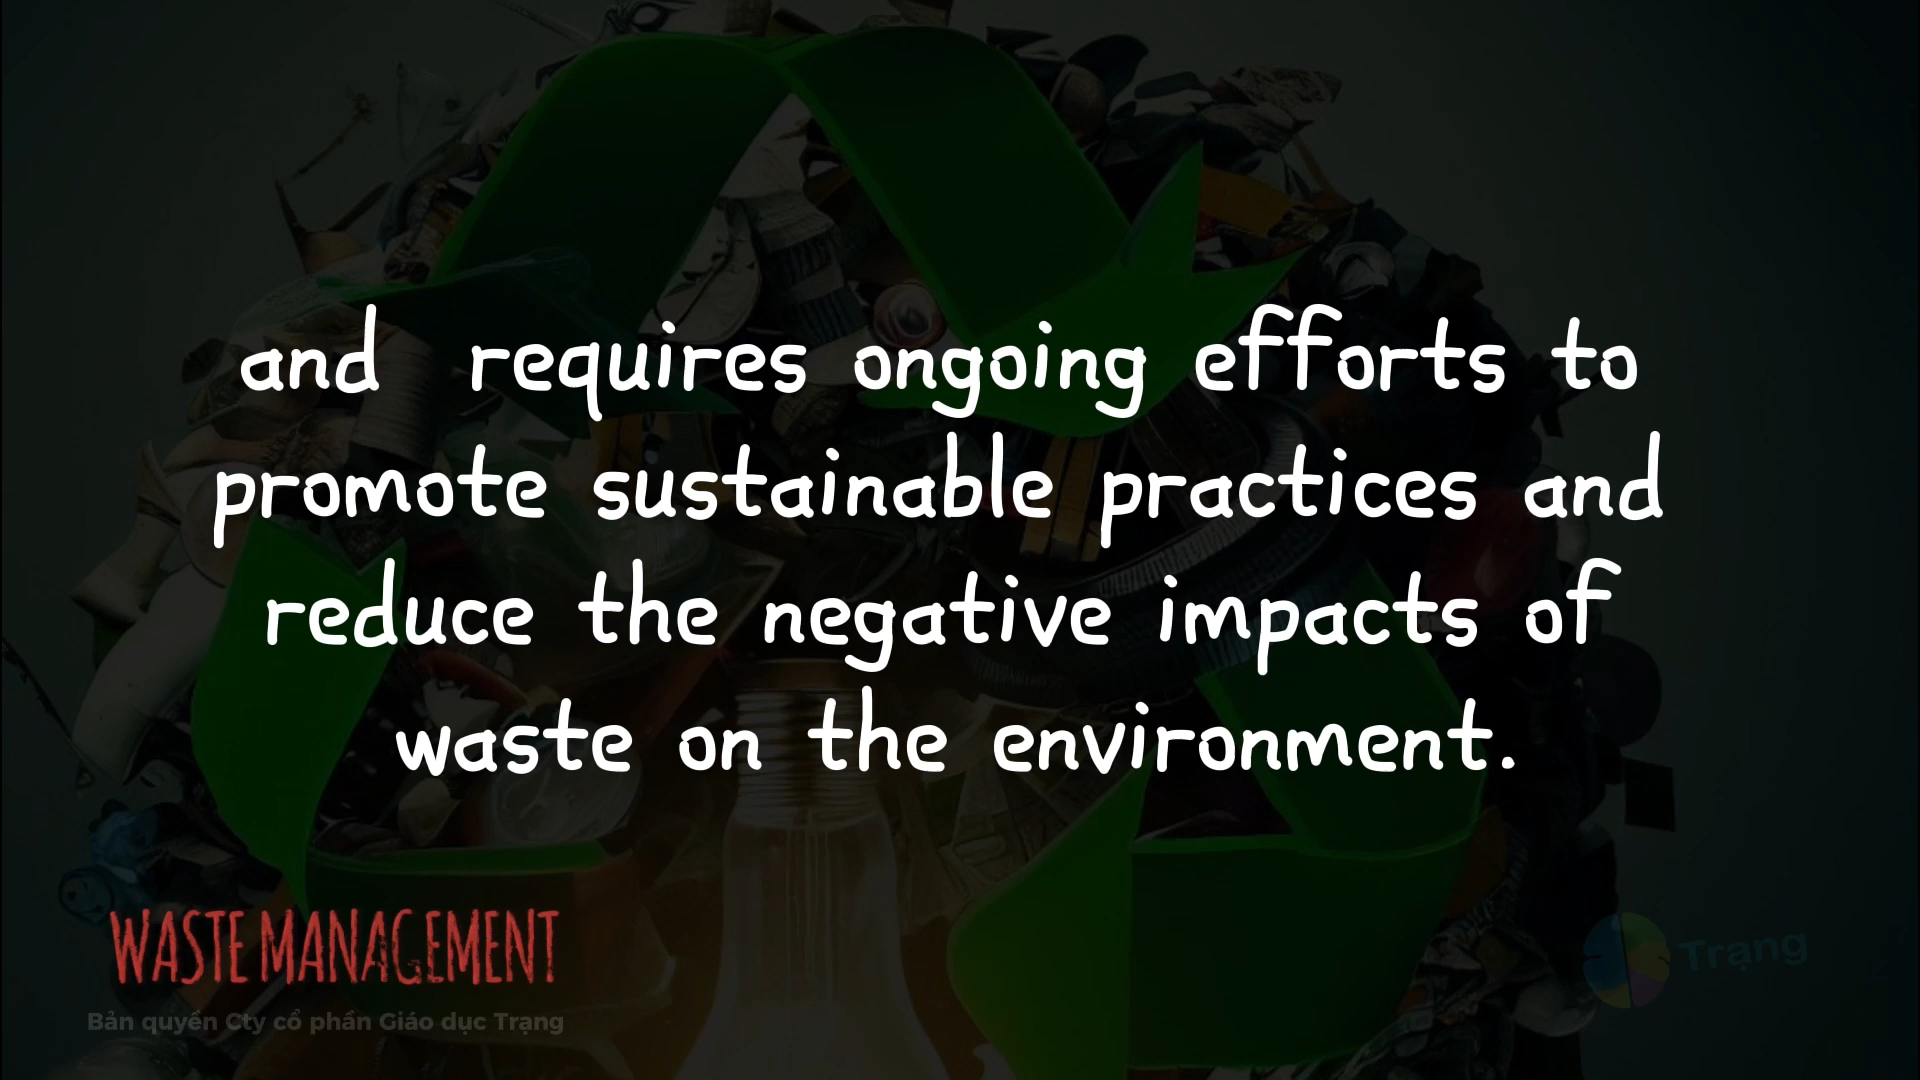 and requires ongoing efforts to
promote sustainable practices and
reduce the negative impacts of
waste on the environment.
WASTE MANAGEMENT
Trạng
Bản quyền Cty cổ phần Giáo dục Trạng